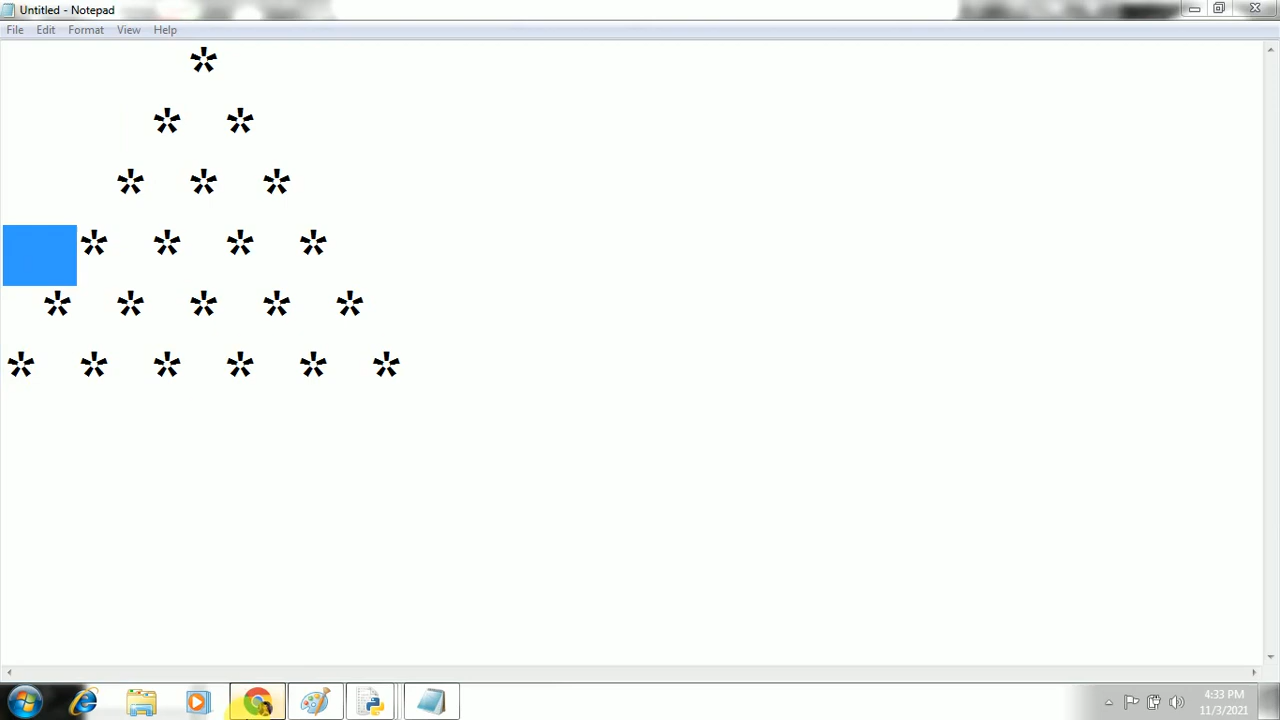 Untitled - Notepad
File Edit Format View Help
     *
    * *
   * * *
  * * * *
 * * * * *
* * * * * *
4:33 PM
11/3/2021